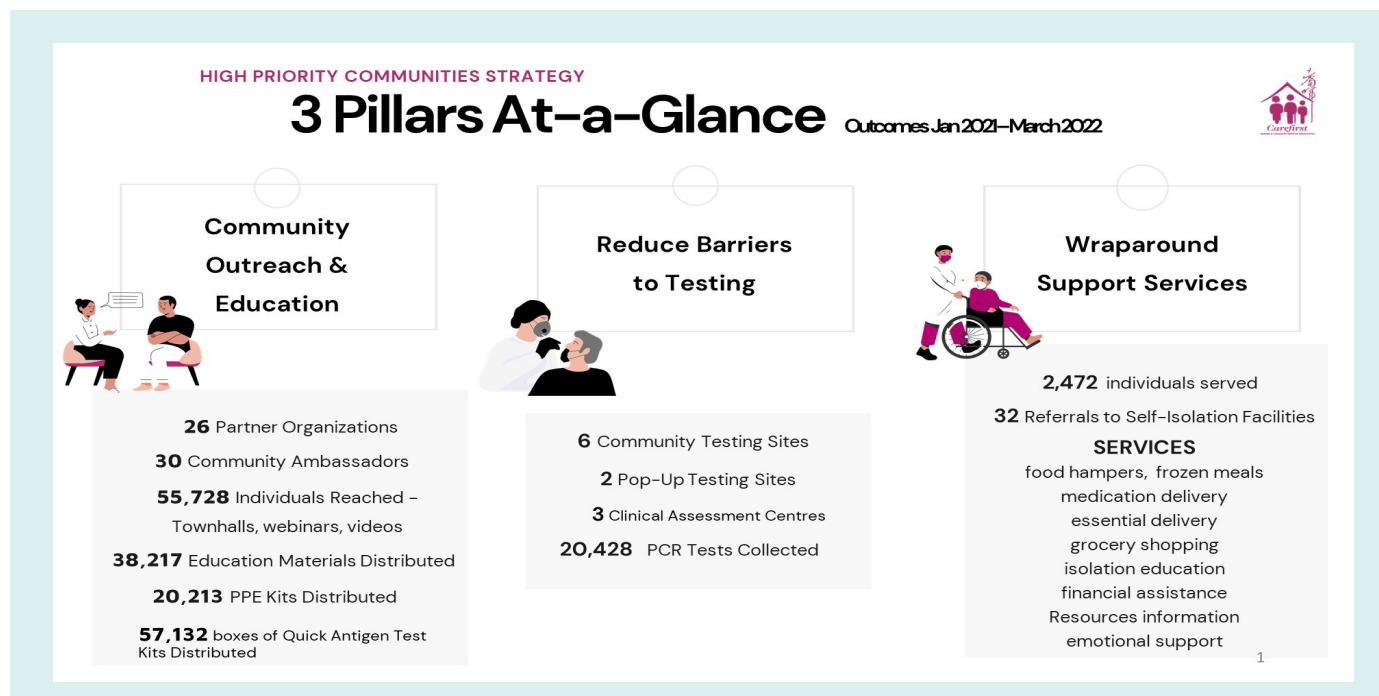 HIGH PRIORITY COMMUNITIES STRATEGY
3 Pillars At-a-Glance Outcomes Jan 2021–March 2022
Carefirst
Community
Outreach &
Education
26 Partner Organizations
30 Community Ambassadors
55,728 Individuals Reached -
Townhalls, webinars, videos
38,217 Education Materials Distributed
20,213 PPE Kits Distributed
57,132 boxes of Quick Antigen Test
Kits Distributed
Reduce Barriers
to Testing
6 Community Testing Sites
2 Pop-Up Testing Sites
3 Clinical Assessment Centres
20,428 PCR Tests Collected
Wraparound
Support Services
2,472 individuals served
32 Referrals to Self-Isolation Facilities
SERVICES
food hampers, frozen meals
medication delivery
essential delivery
grocery shopping
isolation education
financial assistance
Resources information
emotional support
1